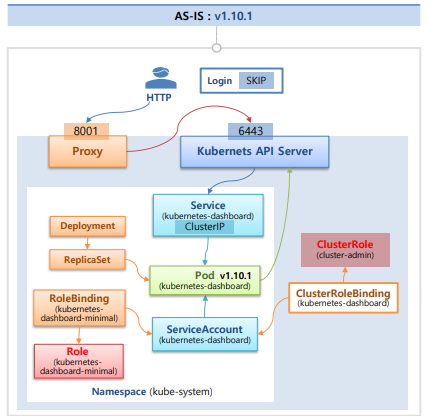 AS-IS : v1.10.1
Login SKIP
HTTP
8001
6443
Proxy
Kubernets API Server
Service
(kubernetes-dashboard)
ClusterIP
Deployment
ReplicaSet
ClusterRole
(cluster-admin)
Pod v1.10.1
(kubernetes-dashboard)
RoleBinding
(kubernetes-
dashboard-minimal)
ClusterRoleBinding
(kubernetes-dashboard)
ServiceAccount
(kubernetes-dashboard)
Role
(kubernetes-
dashboard-minimal)
Namespace (kube-system)